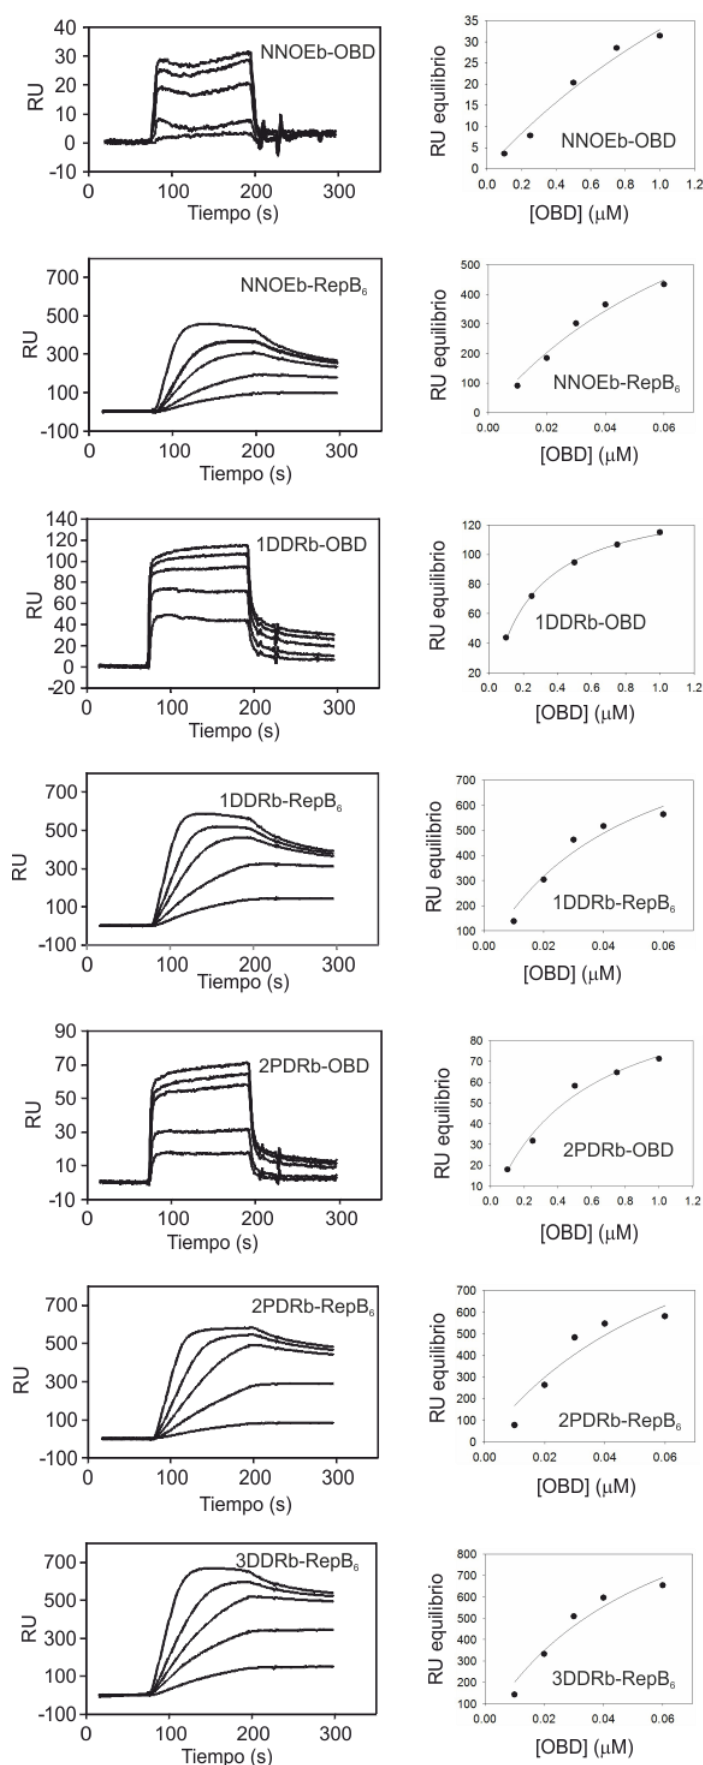 40
30
20
10
0
-10
RU
NNOEb-OBD
0 100 200 300
Tiempo (s)
35
30
25
20
15
10
5
0
RU equilibrio
NNOEb-OBD
0.0 0.2 0.4 0.6 0.8 1.0 1.2
[OBD] (μM)
700
500
300
100
-100
RU
NNOEb-RepB₆
0 100 200 300
Tiempo (s)
500
400
300
200
100
0
RU equilibrio
NNOEb-RepB₆
0.00 0.02 0.04 0.06
[OBD] (μM)
140
120
100
80
60
40
20
0
-20
RU
1DDRb-OBD
0 100 200 300
Tiempo (s)
120
100
80
60
40
20
RU equilibrio
1DDRb-OBD
0.0 0.2 0.4 0.6 0.8 1.0 1.2
[OBD] (μM)
700
500
300
100
-100
RU
1DDRb-RepB₆
0 100 200 300
Tiempo (s)
700
600
500
400
300
200
100
RU equilibrio
1DDRb-RepB₆
0.00 0.02 0.04 0.06
[OBD] (μM)
90
70
50
30
10
-10
RU
2PDRb-OBD
0 100 200 300
Tiempo (s)
80
70
60
50
40
30
20
10
RU equilibrio
2PDRb-OBD
0.0 0.2 0.4 0.6 0.8 1.0 1.2
[OBD] (μM)
700
500
300
100
-100
RU
2PDRb-RepB₆
0 100 200 300
Tiempo (s)
700
600
500
400
300
200
100
0
RU equilibrio
2PDRb-RepB₆
0.00 0.02 0.04 0.06
[OBD] (μM)
700
500
300
100
-100
RU
3DDRb-RepB₆
0 100 200 300
Tiempo (s)
800
700
600
500
400
300
200
100
RU equilibrio
3DDRb-RepB₆
0.00 0.02 0.04 0.06
[OBD] (μM)